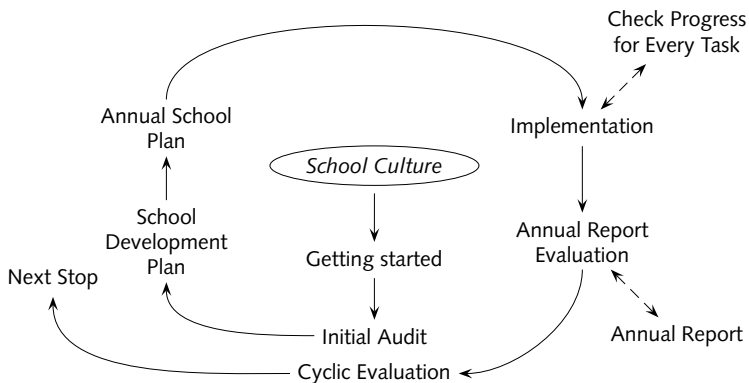 Check Progress
for Every Task
Annual School
Plan
Implementation
School Culture
School
Development
Plan
Annual Report
Evaluation
Getting started
Next Stop
Initial Audit
Annual Report
Cyclic Evaluation